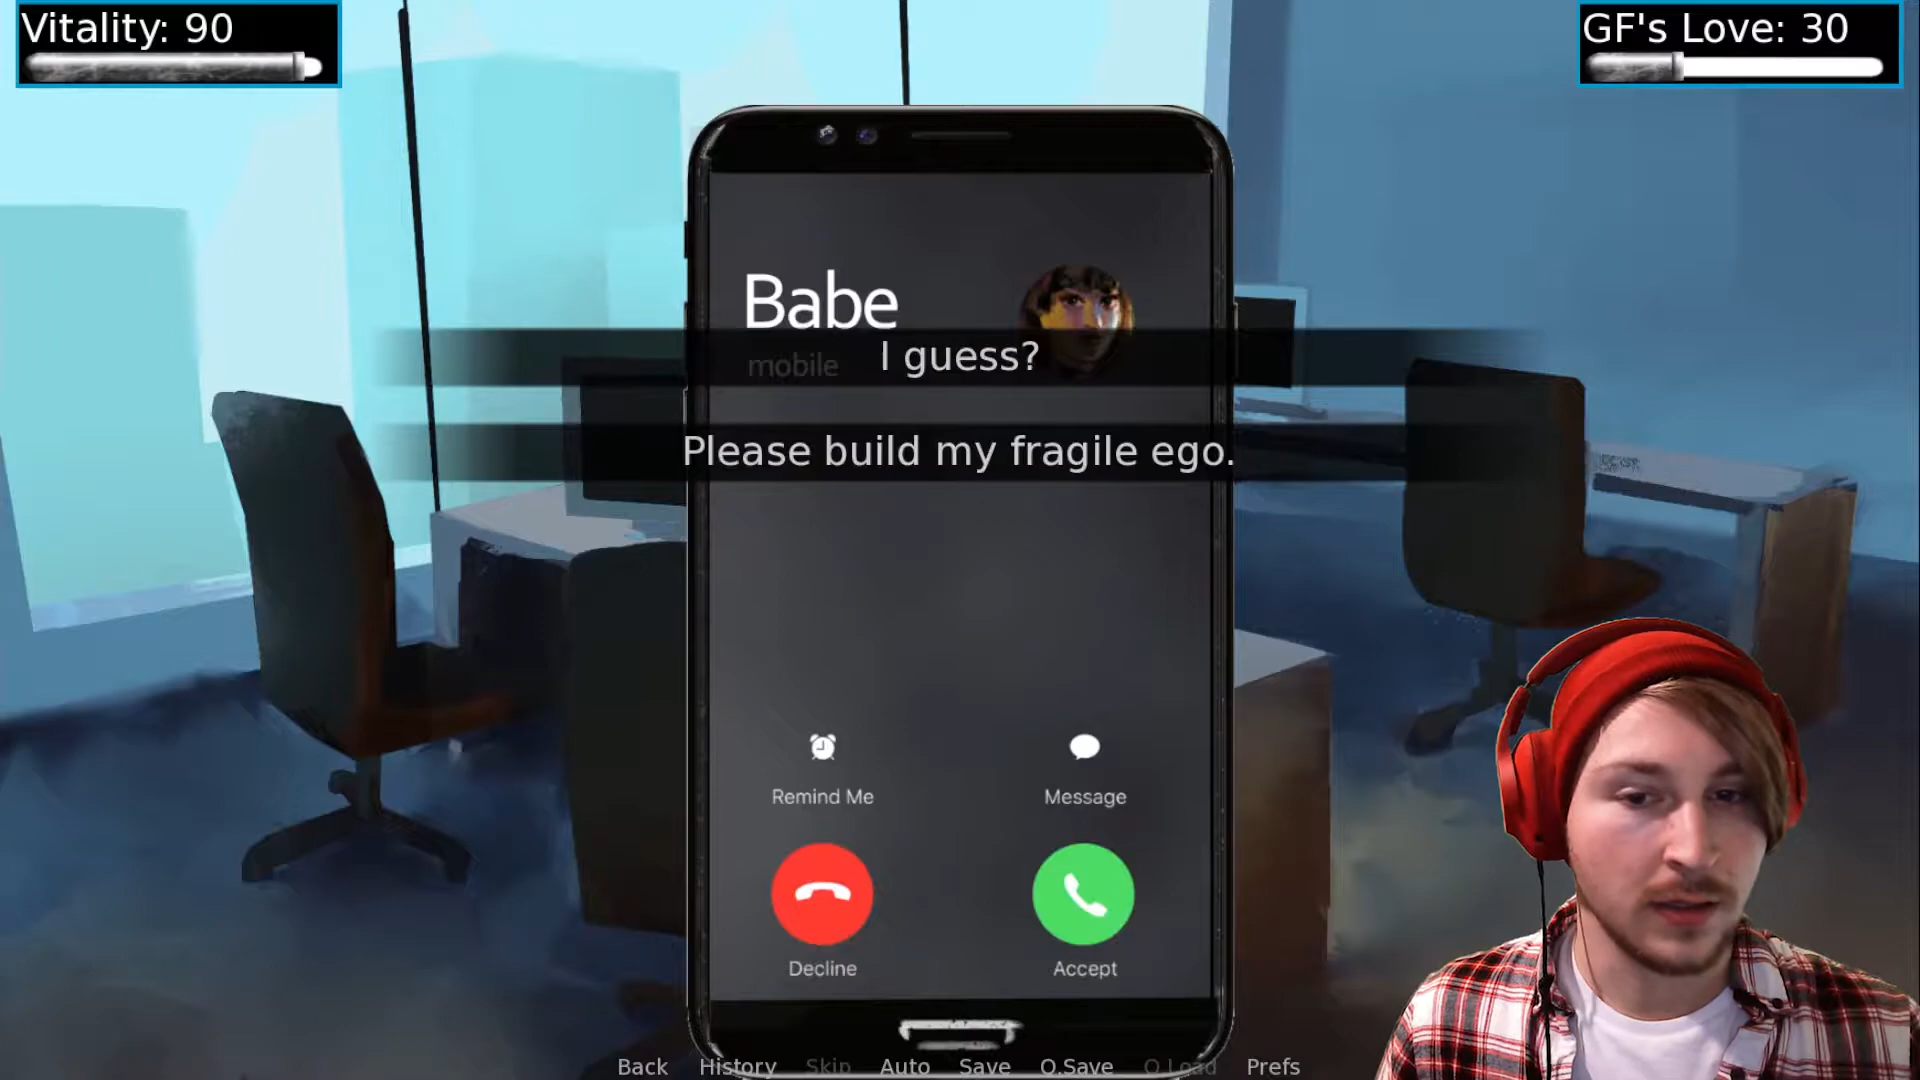 Vitality: 90
GF's Love: 30
Babe
mobile
I guess?
Please build my fragile ego.
Remind Me
Message
Decline
Accept
Back History Skip Auto Save Q.Save Q.Load Prefs